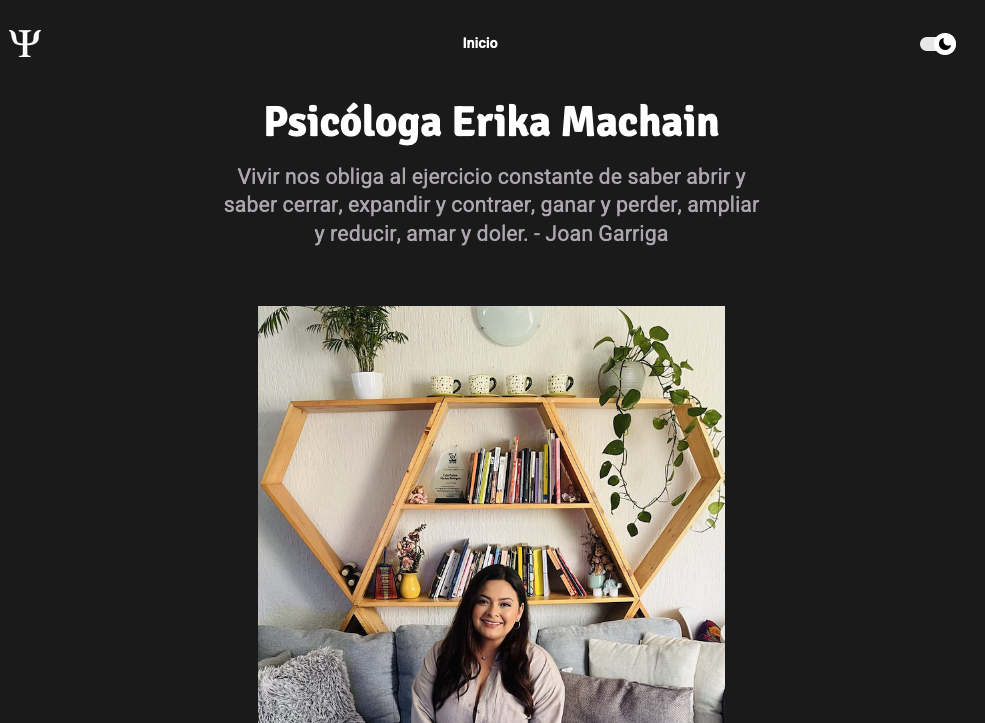 Ψ
Inicio
Psicóloga Erika Machain
Vivir nos obliga al ejercicio constante de saber abrir y
saber cerrar, expandir y contraer, ganar y perder, ampliar
y reducir, amar y doler. - Joan Garriga